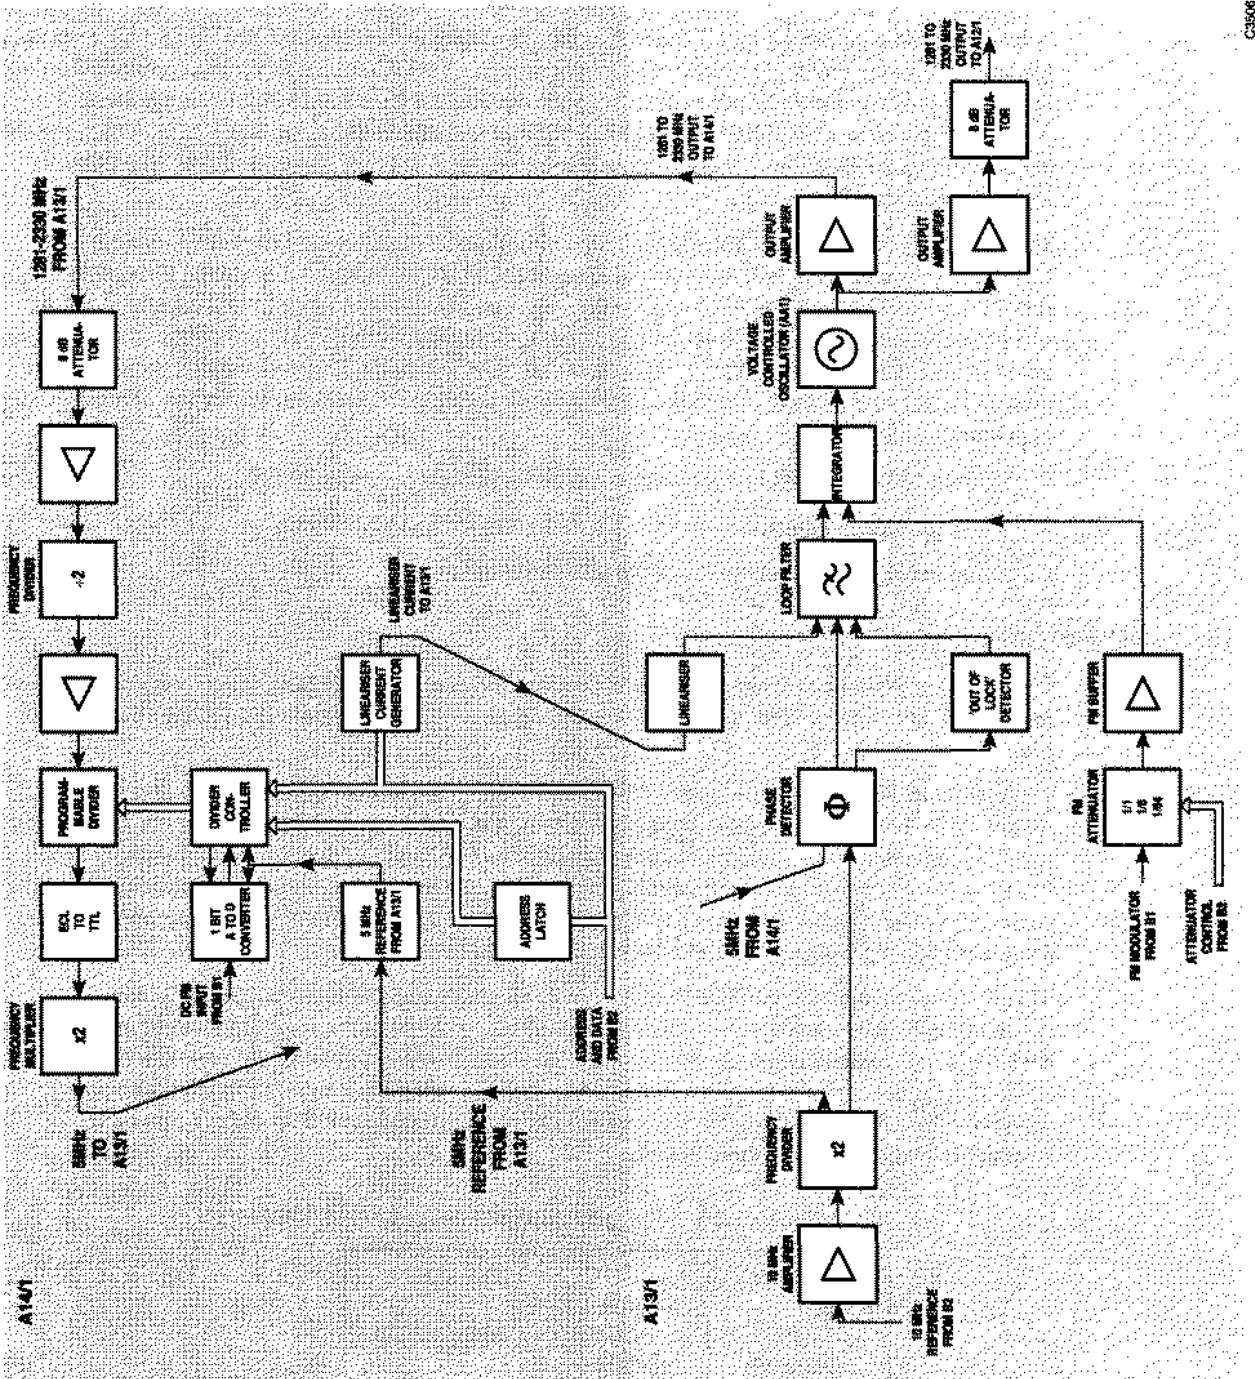 A14/1
5MHz
TO
A13/1
FREQUENCY
MULTIPLIER
x2
ECL
TO
TTL
PROGRAM-
MABLE
DIVIDER
FREQUENCY
DIVIDER
÷2
8 dB
ATTENUA-
TOR
1281-2330 MHz
FROM A13/1
DC FM
INPUT
FROM B1
1 BIT
A TO D
CONVERTER
DIVIDER
CON-
TROLLER
5MHz
REFERENCE
FROM
A13/1
5 MHz
REFERENCE
FROM A13/1
LINEARISER
CURRENT
GENERATOR
LINEARISER
CURRENT
TO A13/1
ADDRESS
AND DATA
FROM B2
ADDRESS
LATCH
A13/1
10 MHz
REFERENCE
FROM B2
10 MHz
AMPLIFIER
FREQUENCY
DIVIDER
x2
5MHz
FROM
A14/1
PHASE
DETECTOR
Φ
LINEARISER
'OUT OF
LOCK'
DETECTOR
LOOP FILTER
INTEGRATOR
VOLTAGE
CONTROLLED
OSCILLATOR (AA1)
OUTPUT
AMPLIFIER
1281 TO
2330 MHz
OUTPUT
TO A14/1
OUTPUT
AMPLIFIER
8 dB
ATTENUA-
TOR
1281 TO
2330 MHz
OUTPUT
TO A12/1
FM MODULATOR
FROM B1
ATTENUATOR
CONTROL
FROM B2
FM
ATTENUATOR
1/1
1/8
1/64
FM BUFFER